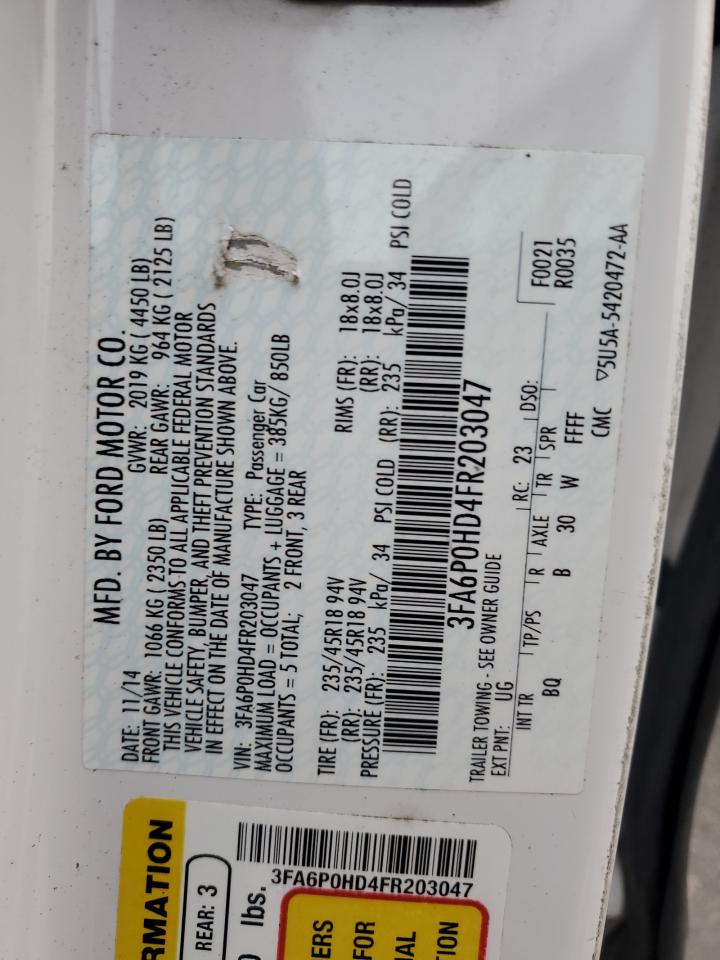 MFD. BY FORD MOTOR CO.
DATE: 11/14 GVWR: 2019 KG ( 4450 LB)
FRONT GAWR: 1066 KG ( 2350 LB) REAR GAWR: 964 KG ( 2125 LB)
THIS VEHICLE CONFORMS TO ALL APPLICABLE FEDERAL MOTOR
VEHICLE SAFETY, BUMPER, AND THEFT PREVENTION STANDARDS
IN EFFECT ON THE DATE OF MANUFACTURE SHOWN ABOVE.
VIN: 3FA6P0HD4FR203047 TYPE: Passenger Car
MAXIMUM LOAD = OCCUPANTS + LUGGAGE = 385KG/ 850LB
OCCUPANTS = 5 TOTAL; 2 FRONT, 3 REAR
TIRE (FR): 235/45R18 94V RIMS (FR): 18x8.0J
(RR): 235/45R18 94V (RR): 18x8.0J
PRESSURE (FR): 235 kPa/ 34 PSI COLD (RR): 235 kPa/ 34 PSI COLD
3FA6P0HD4FR203047
TRAILER TOWING - SEE OWNER GUIDE
EXT PNT: UG RC: 23 DSO: F0021
R0035
INT TR TP/PS R AXLE TR SPR
BQ B 30 W FFFF
CMC ▽5U5A-5420472-AA
RMATION
REAR: 3
lbs.
3FA6P0HD4FR203047
ERS
FOR
AL
ION